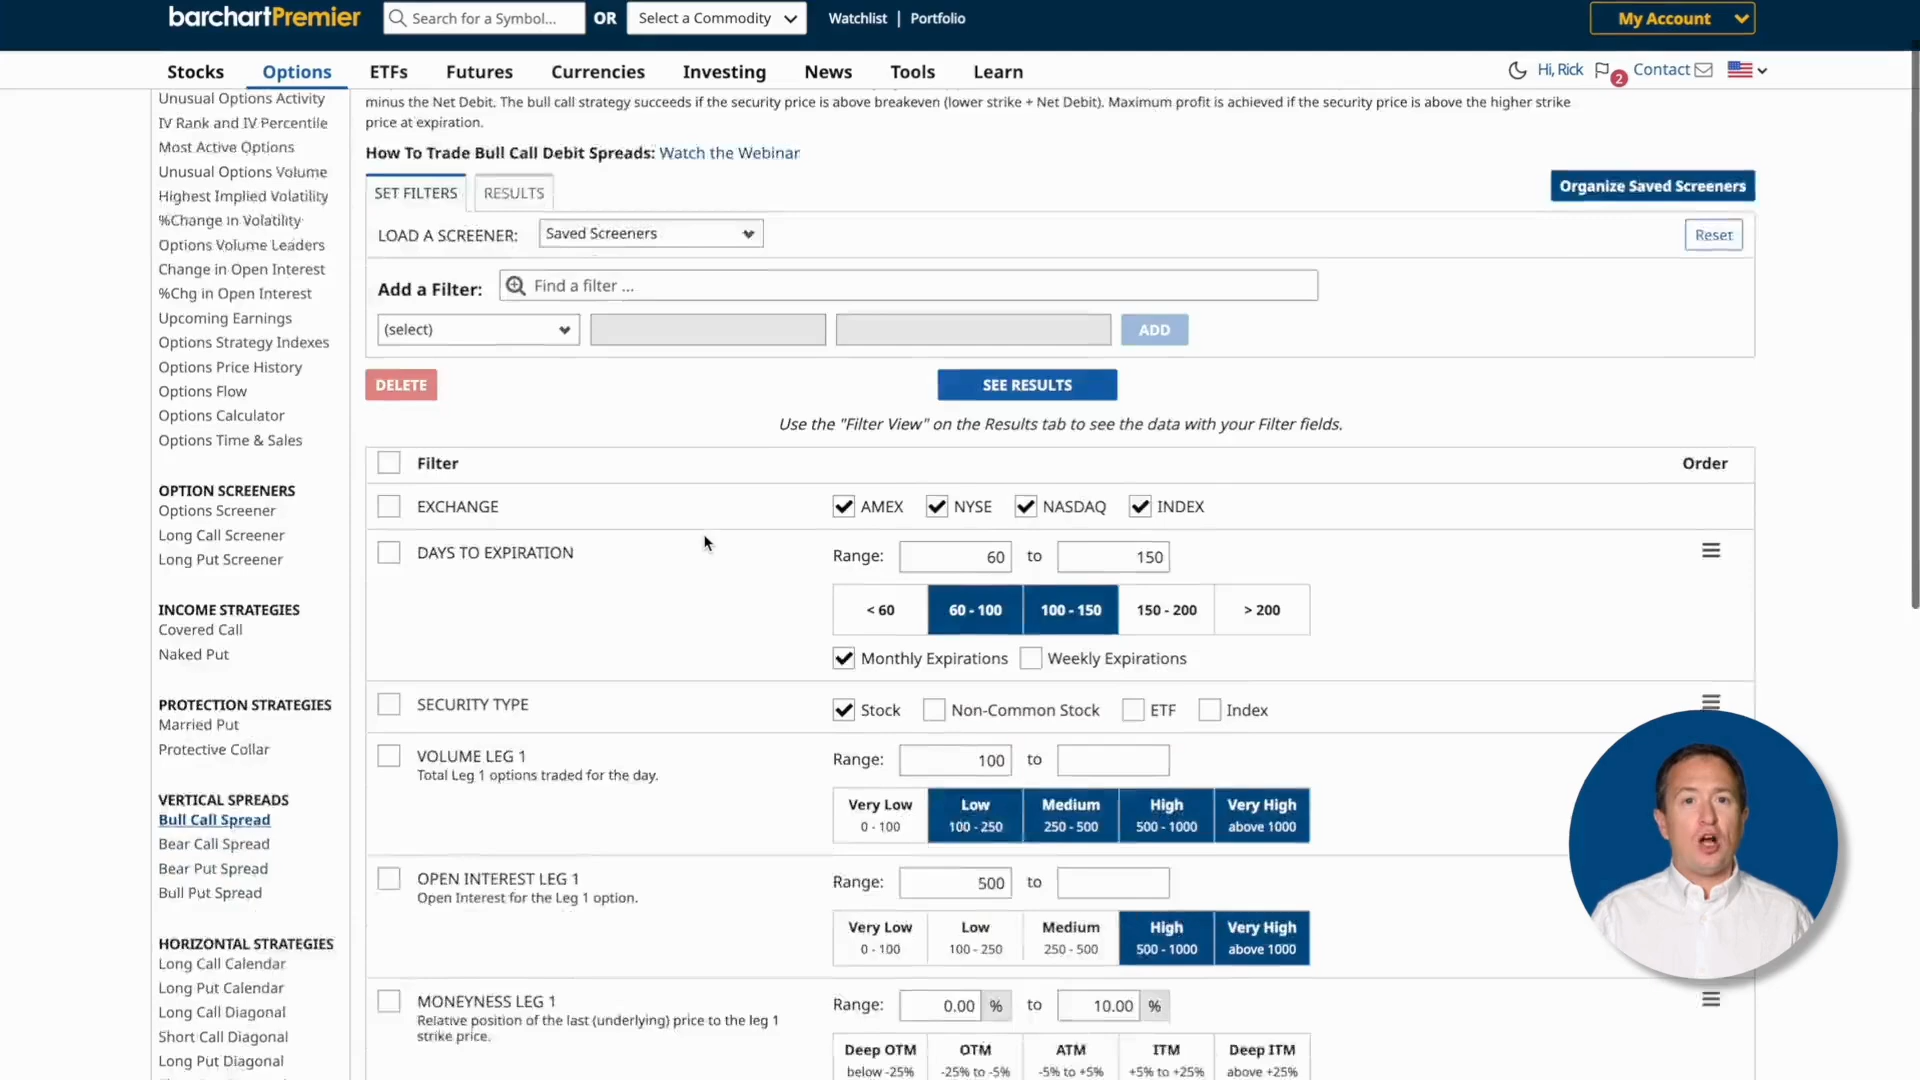 barchartPremier
Search for a Symbol...
OR
Select a Commodity
Watchlist | Portfolio
My Account
Stocks
Options
ETFs
Futures
Currencies
Investing
News
Tools
Learn
Hi, Rick
2
Contact
Unusual Options Activity
IV Rank and IV Percentile
Most Active Options
Unusual Options Volume
Highest Implied Volatility
%Change in Volatility
Options Volume Leaders
Change in Open Interest
%Chg in Open Interest
Upcoming Earnings
Options Strategy Indexes
Options Price History
Options Flow
Options Calculator
Options Time & Sales
OPTION SCREENERS
Options Screener
Long Call Screener
Long Put Screener
INCOME STRATEGIES
Covered Call
Naked Put
PROTECTION STRATEGIES
Married Put
Protective Collar
VERTICAL SPREADS
Bull Call Spread
Bear Call Spread
Bear Put Spread
Bull Put Spread
HORIZONTAL STRATEGIES
Long Call Calendar
Long Put Calendar
Long Call Diagonal
Short Call Diagonal
Long Put Diagonal
minus the Net Debit. The bull call strategy succeeds if the security price is above breakeven (lower strike + Net Debit). Maximum profit is achieved if the security price is above the higher strike
price at expiration.
How To Trade Bull Call Debit Spreads: Watch the Webinar
SET FILTERS
RESULTS
Organize Saved Screeners
LOAD A SCREENER:
Saved Screeners
Reset
Add a Filter:
Find a filter ...
(select)
ADD
DELETE
SEE RESULTS
Use the "Filter View" on the Results tab to see the data with your Filter fields.
Filter
Order
EXCHANGE
AMEX
NYSE
NASDAQ
INDEX
DAYS TO EXPIRATION
Range: 60 to 150
< 60
60 - 100
100 - 150
150 - 200
> 200
Monthly Expirations
Weekly Expirations
SECURITY TYPE
Stock
Non-Common Stock
ETF
Index
VOLUME LEG 1
Total Leg 1 options traded for the day.
Range: 100 to
Very Low
0 - 100
Low
100 - 250
Medium
250 - 500
High
500 - 1000
Very High
above 1000
OPEN INTEREST LEG 1
Open Interest for the Leg 1 option.
Range: 500 to
Very Low
0 - 100
Low
100 - 250
Medium
250 - 500
High
500 - 1000
Very High
above 1000
MONEYNESS LEG 1
Relative position of the last (underlying) price to the leg 1
strike price.
Range: 0.00 % to 10.00 %
Deep OTM
below -25%
OTM
-25% to -5%
ATM
-5% to +5%
ITM
+5% to +25%
Deep ITM
above +25%